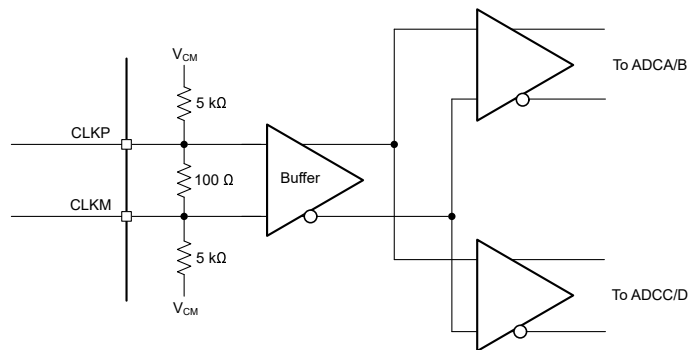 V_CM
5 kΩ
To ADCA/B
CLKP
100 Ω
Buffer
CLKM
5 kΩ
V_CM
To ADCC/D